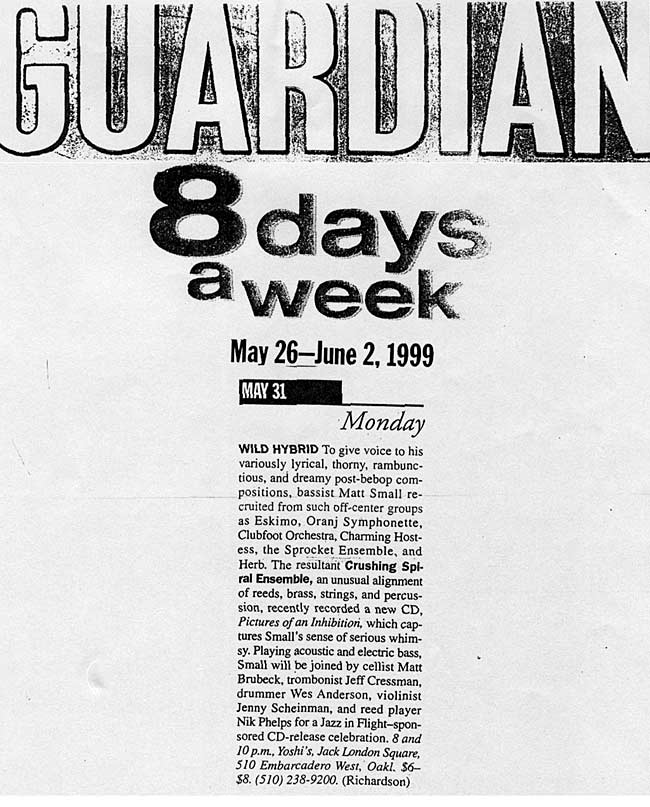 GUARDIAN
8 days
a week
May 26–June 2, 1999
MAY 31
Monday
WILD HYBRID To give voice to his
variously lyrical, thorny, rambunc-
tious, and dreamy post-bebop com-
positions, bassist Matt Small re-
cruited from such off-center groups
as Eskimo, Oranj Symphonette,
Clubfoot Orchestra, Charming Host-
ess, the Sprocket Ensemble, and
Herb. The resultant Crushing Spi-
ral Ensemble, an unusual alignment
of reeds, brass, strings, and percus-
sion, recently recorded a new CD,
Pictures of an Inhibition, which cap-
tures Small's sense of serious whim-
sy. Playing acoustic and electric bass,
Small will be joined by cellist Matt
Brubeck, trombonist Jeff Cressman,
drummer Wes Anderson, violinist
Jenny Scheinman, and reed player
Nik Phelps for a Jazz in Flight–spon-
sored CD-release celebration. 8 and
10 p.m., Yoshi's, Jack London Square,
510 Embarcadero West, Oakl. $6–
$8. (510) 238-9200. (Richardson)